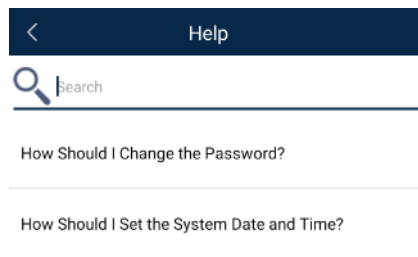 Help
Search
How Should I Change the Password?
How Should I Set the System Date and Time?